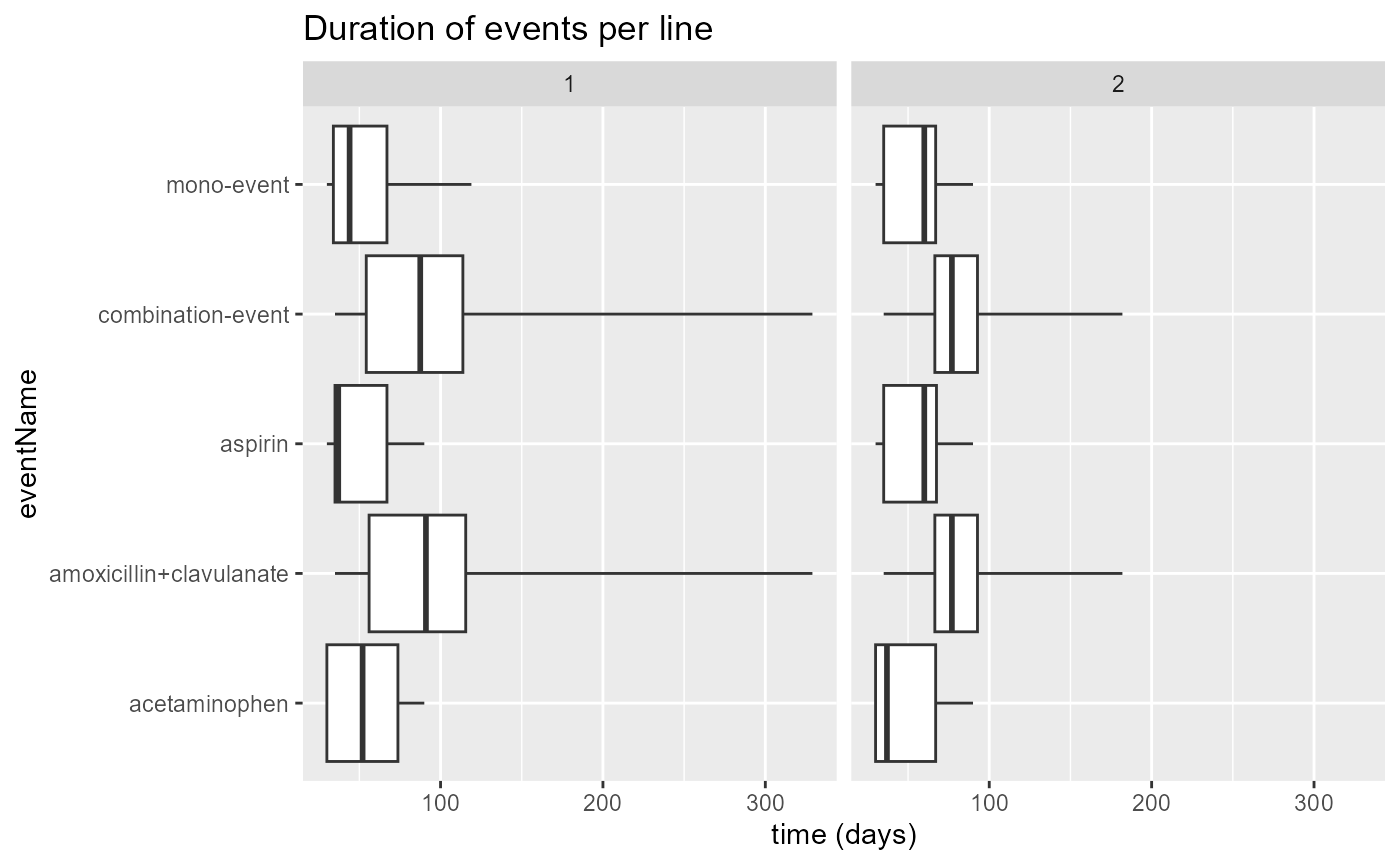 Duration of events per line
1
2
eventName
mono-event
combination-event
aspirin
amoxicillin+clavulanate
acetaminophen
100
200
300
100
200
300
time (days)